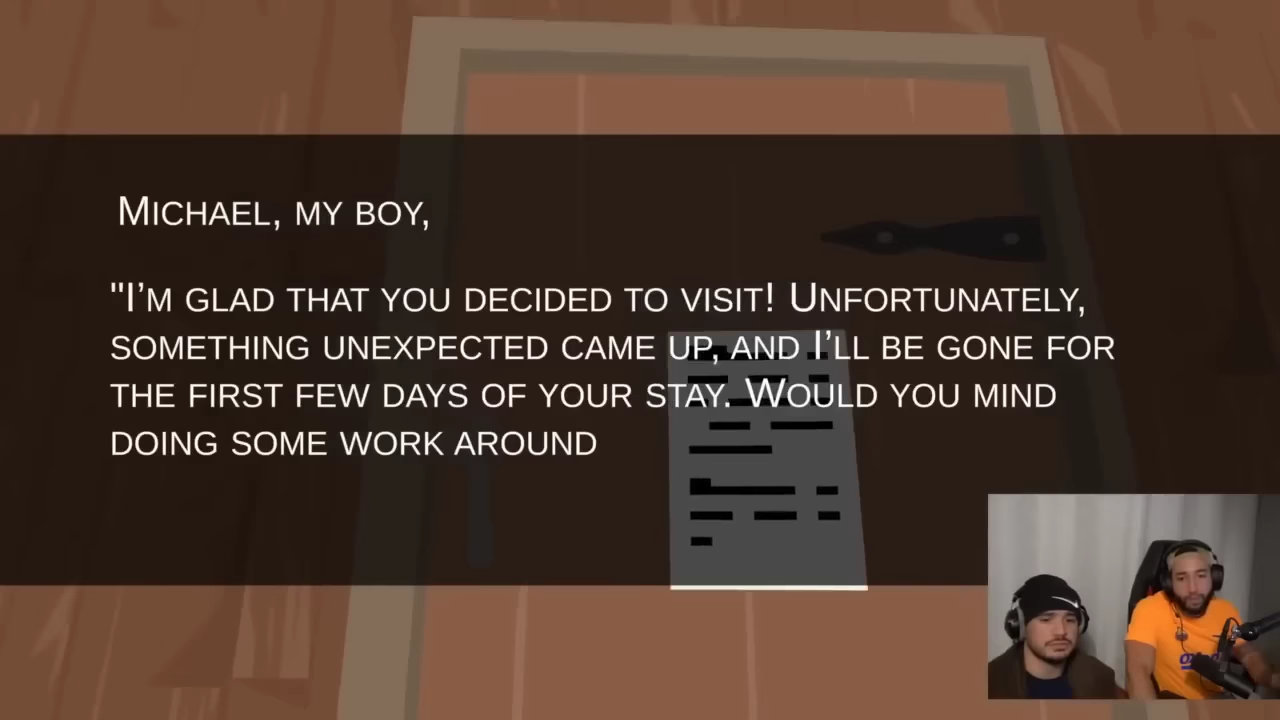 MICHAEL, MY BOY,
"I'M GLAD THAT YOU DECIDED TO VISIT! UNFORTUNATELY,
SOMETHING UNEXPECTED CAME UP, AND I'LL BE GONE FOR
THE FIRST FEW DAYS OF YOUR STAY. WOULD YOU MIND
DOING SOME WORK AROUND